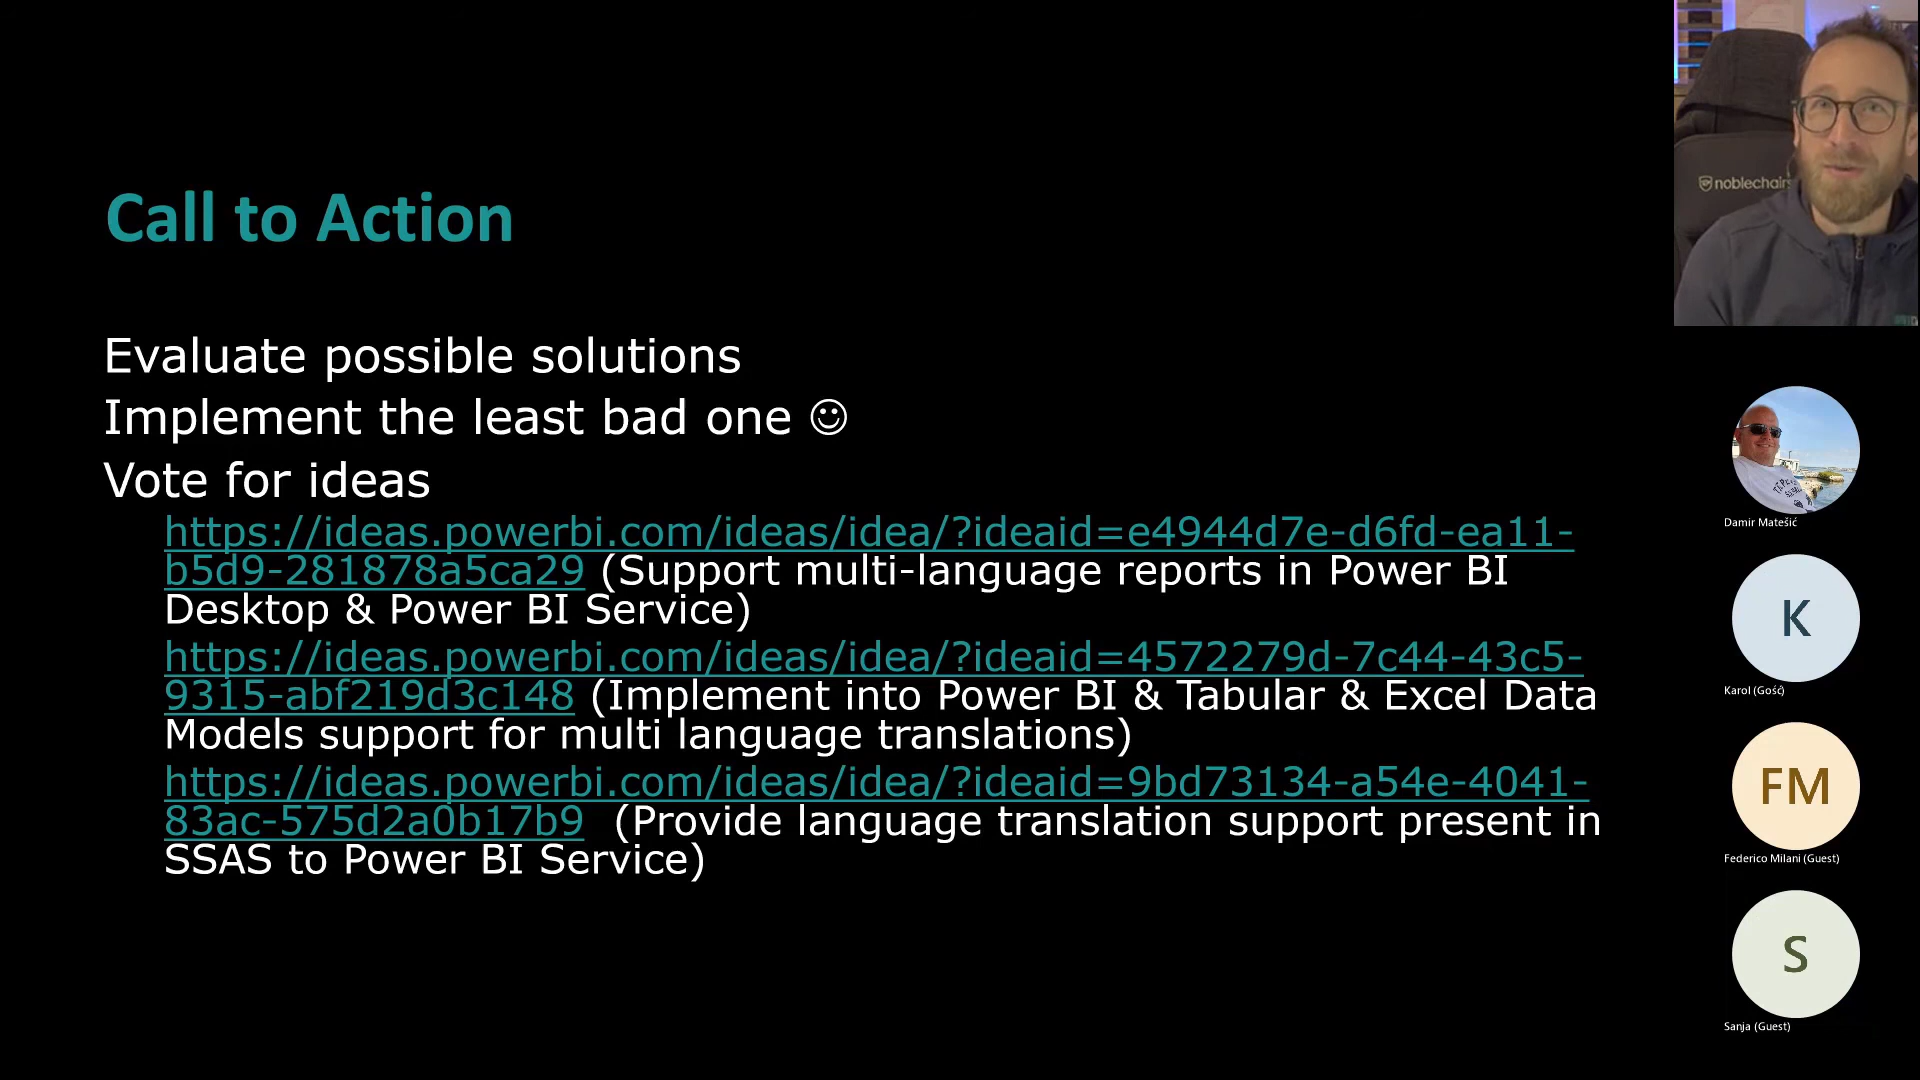 Call to Action
Evaluate possible solutions
Implement the least bad one ☺
Vote for ideas
https://ideas.powerbi.com/ideas/idea/?ideaid=e4944d7e-d6fd-ea11-
b5d9-281878a5ca29 (Support multi-language reports in Power BI
Desktop & Power BI Service)
https://ideas.powerbi.com/ideas/idea/?ideaid=4572279d-7c44-43c5-
9315-abf219d3c148 (Implement into Power BI & Tabular & Excel Data
Models support for multi language translations)
https://ideas.powerbi.com/ideas/idea/?ideaid=9bd73134-a54e-4041-
83ac-575d2a0b17b9 (Provide language translation support present in
SSAS to Power BI Service)
noblechairs
Damir Matešić
K
Karol (Gość)
FM
Federico Milani (Guest)
S
Sanja (Guest)